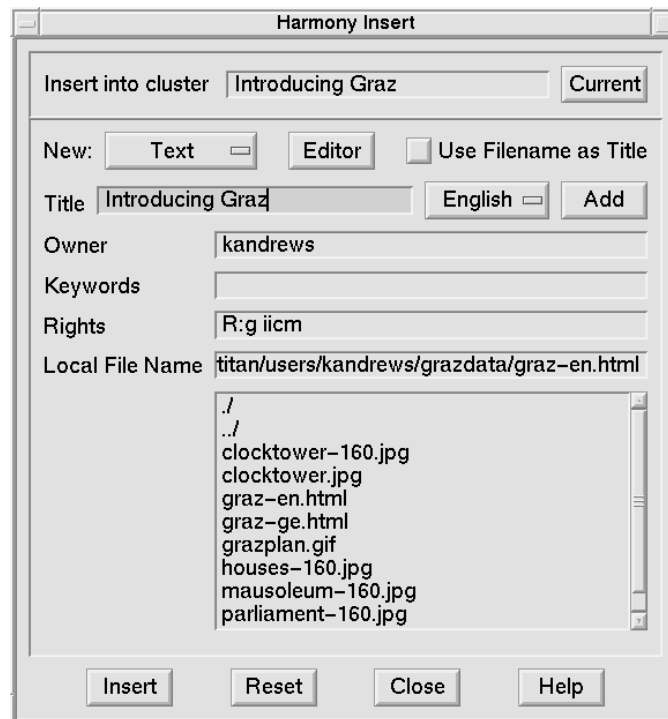 Harmony Insert
Insert into cluster Introducing Graz Current
New: Text Editor Use Filename as Title
Title Introducing Graz English Add
Owner kandrews
Keywords
Rights R:g iicm
Local File Name titan/users/kandrews/grazdata/graz-en.html
./
../
clocktower-160.jpg
clocktower.jpg
graz-en.html
graz-ge.html
grazplan.gif
houses-160.jpg
mausoleum-160.jpg
parliament-160.jpg
Insert Reset Close Help